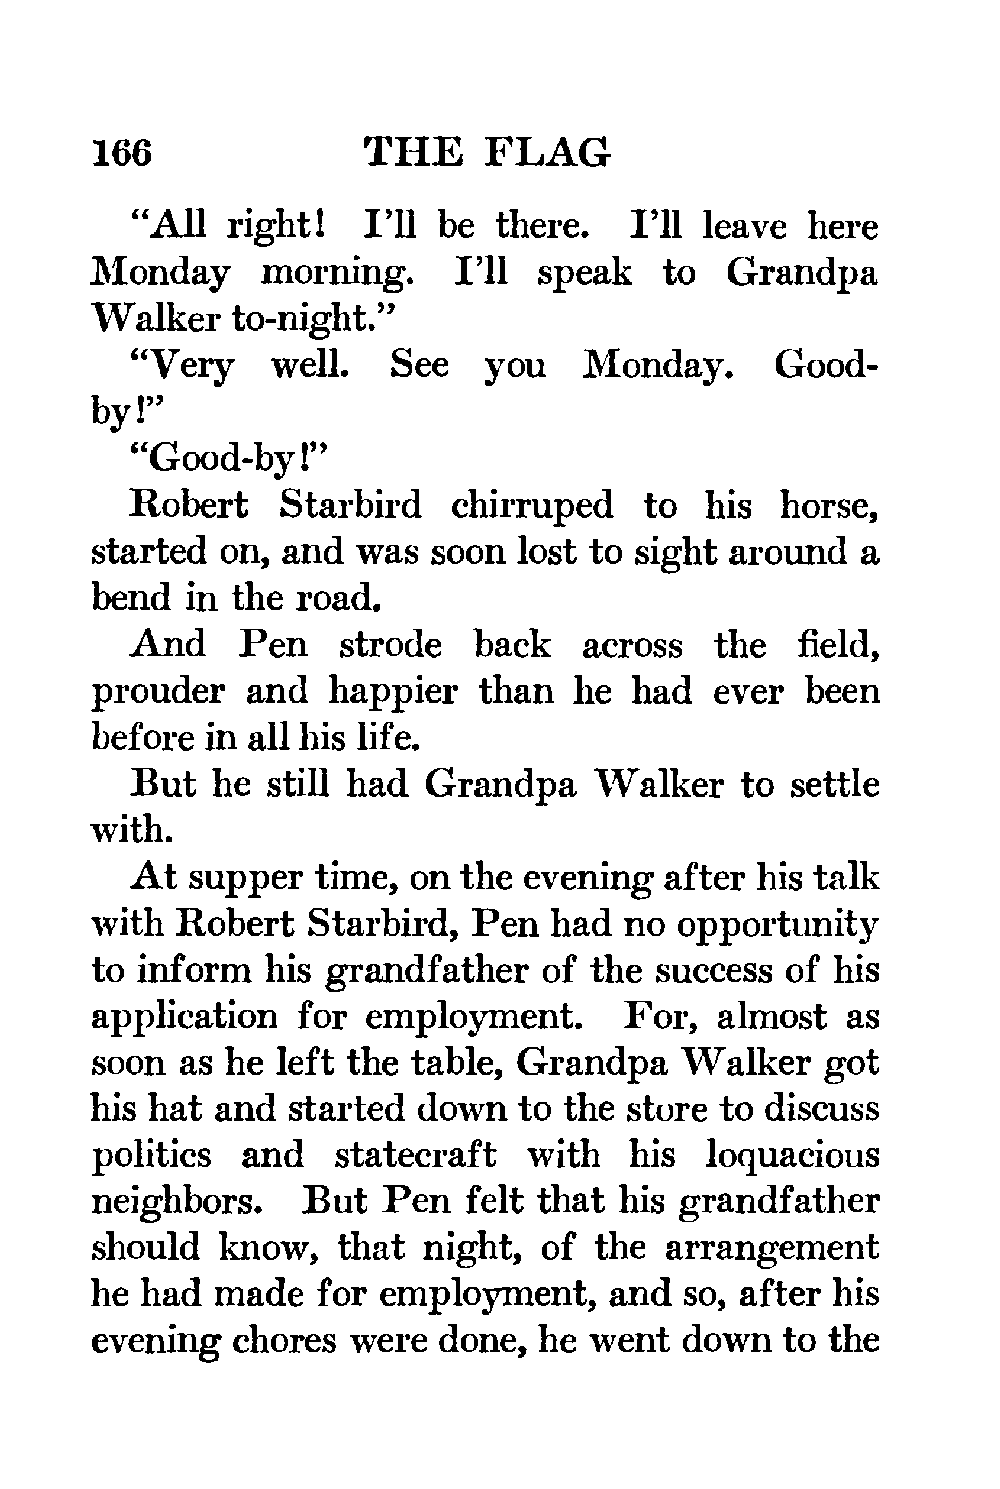 166 THE FLAG
“All right! I’ll be there. I’ll leave here
Monday morning. I’ll speak to Grandpa
Walker to-night.”
“Very well. See you Monday. Good-
by!”
“Good-by!”
Robert Starbird chirruped to his horse,
started on, and was soon lost to sight around a
bend in the road.
And Pen strode back across the field,
prouder and happier than he had ever been
before in all his life.
But he still had Grandpa Walker to settle
with.
At supper time, on the evening after his talk
with Robert Starbird, Pen had no opportunity
to inform his grandfather of the success of his
application for employment. For, almost as
soon as he left the table, Grandpa Walker got
his hat and started down to the store to discuss
politics and statecraft with his loquacious
neighbors. But Pen felt that his grandfather
should know, that night, of the arrangement
he had made for employment, and so, after his
evening chores were done, he went down to the